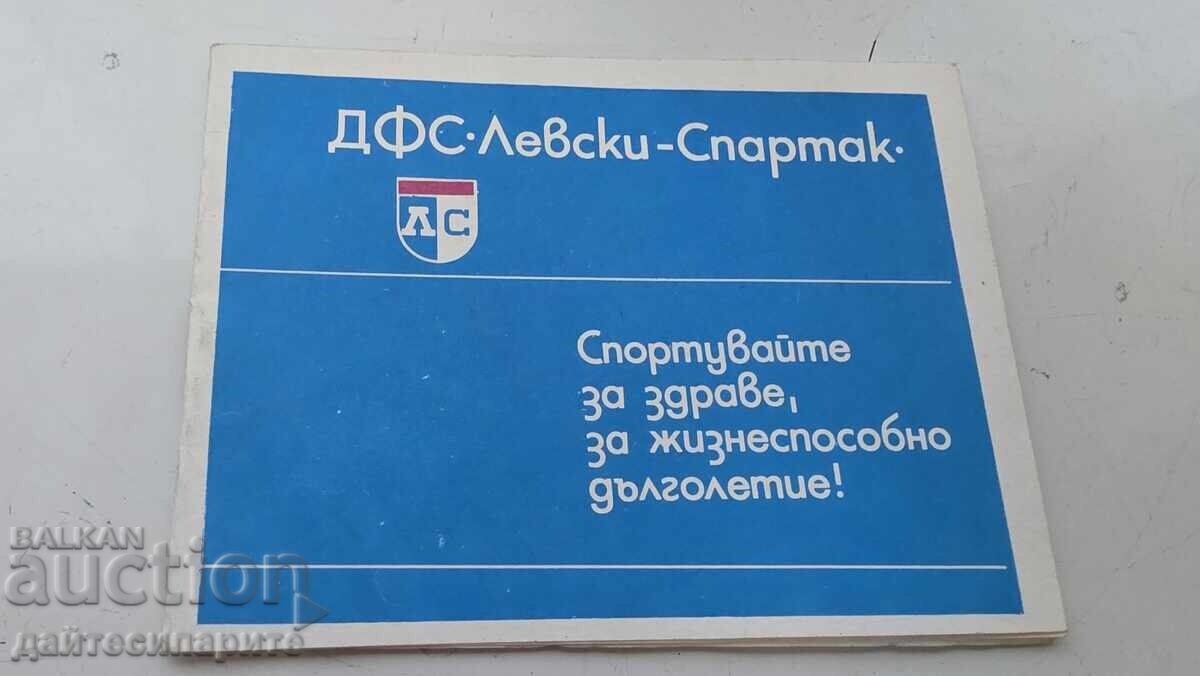 ДФС·Левски-Спартак·
ЛС
Спортувайте
за здраве,
за жизнеспособно
дълголетие!
BALKAN
auction
дайтесипарите